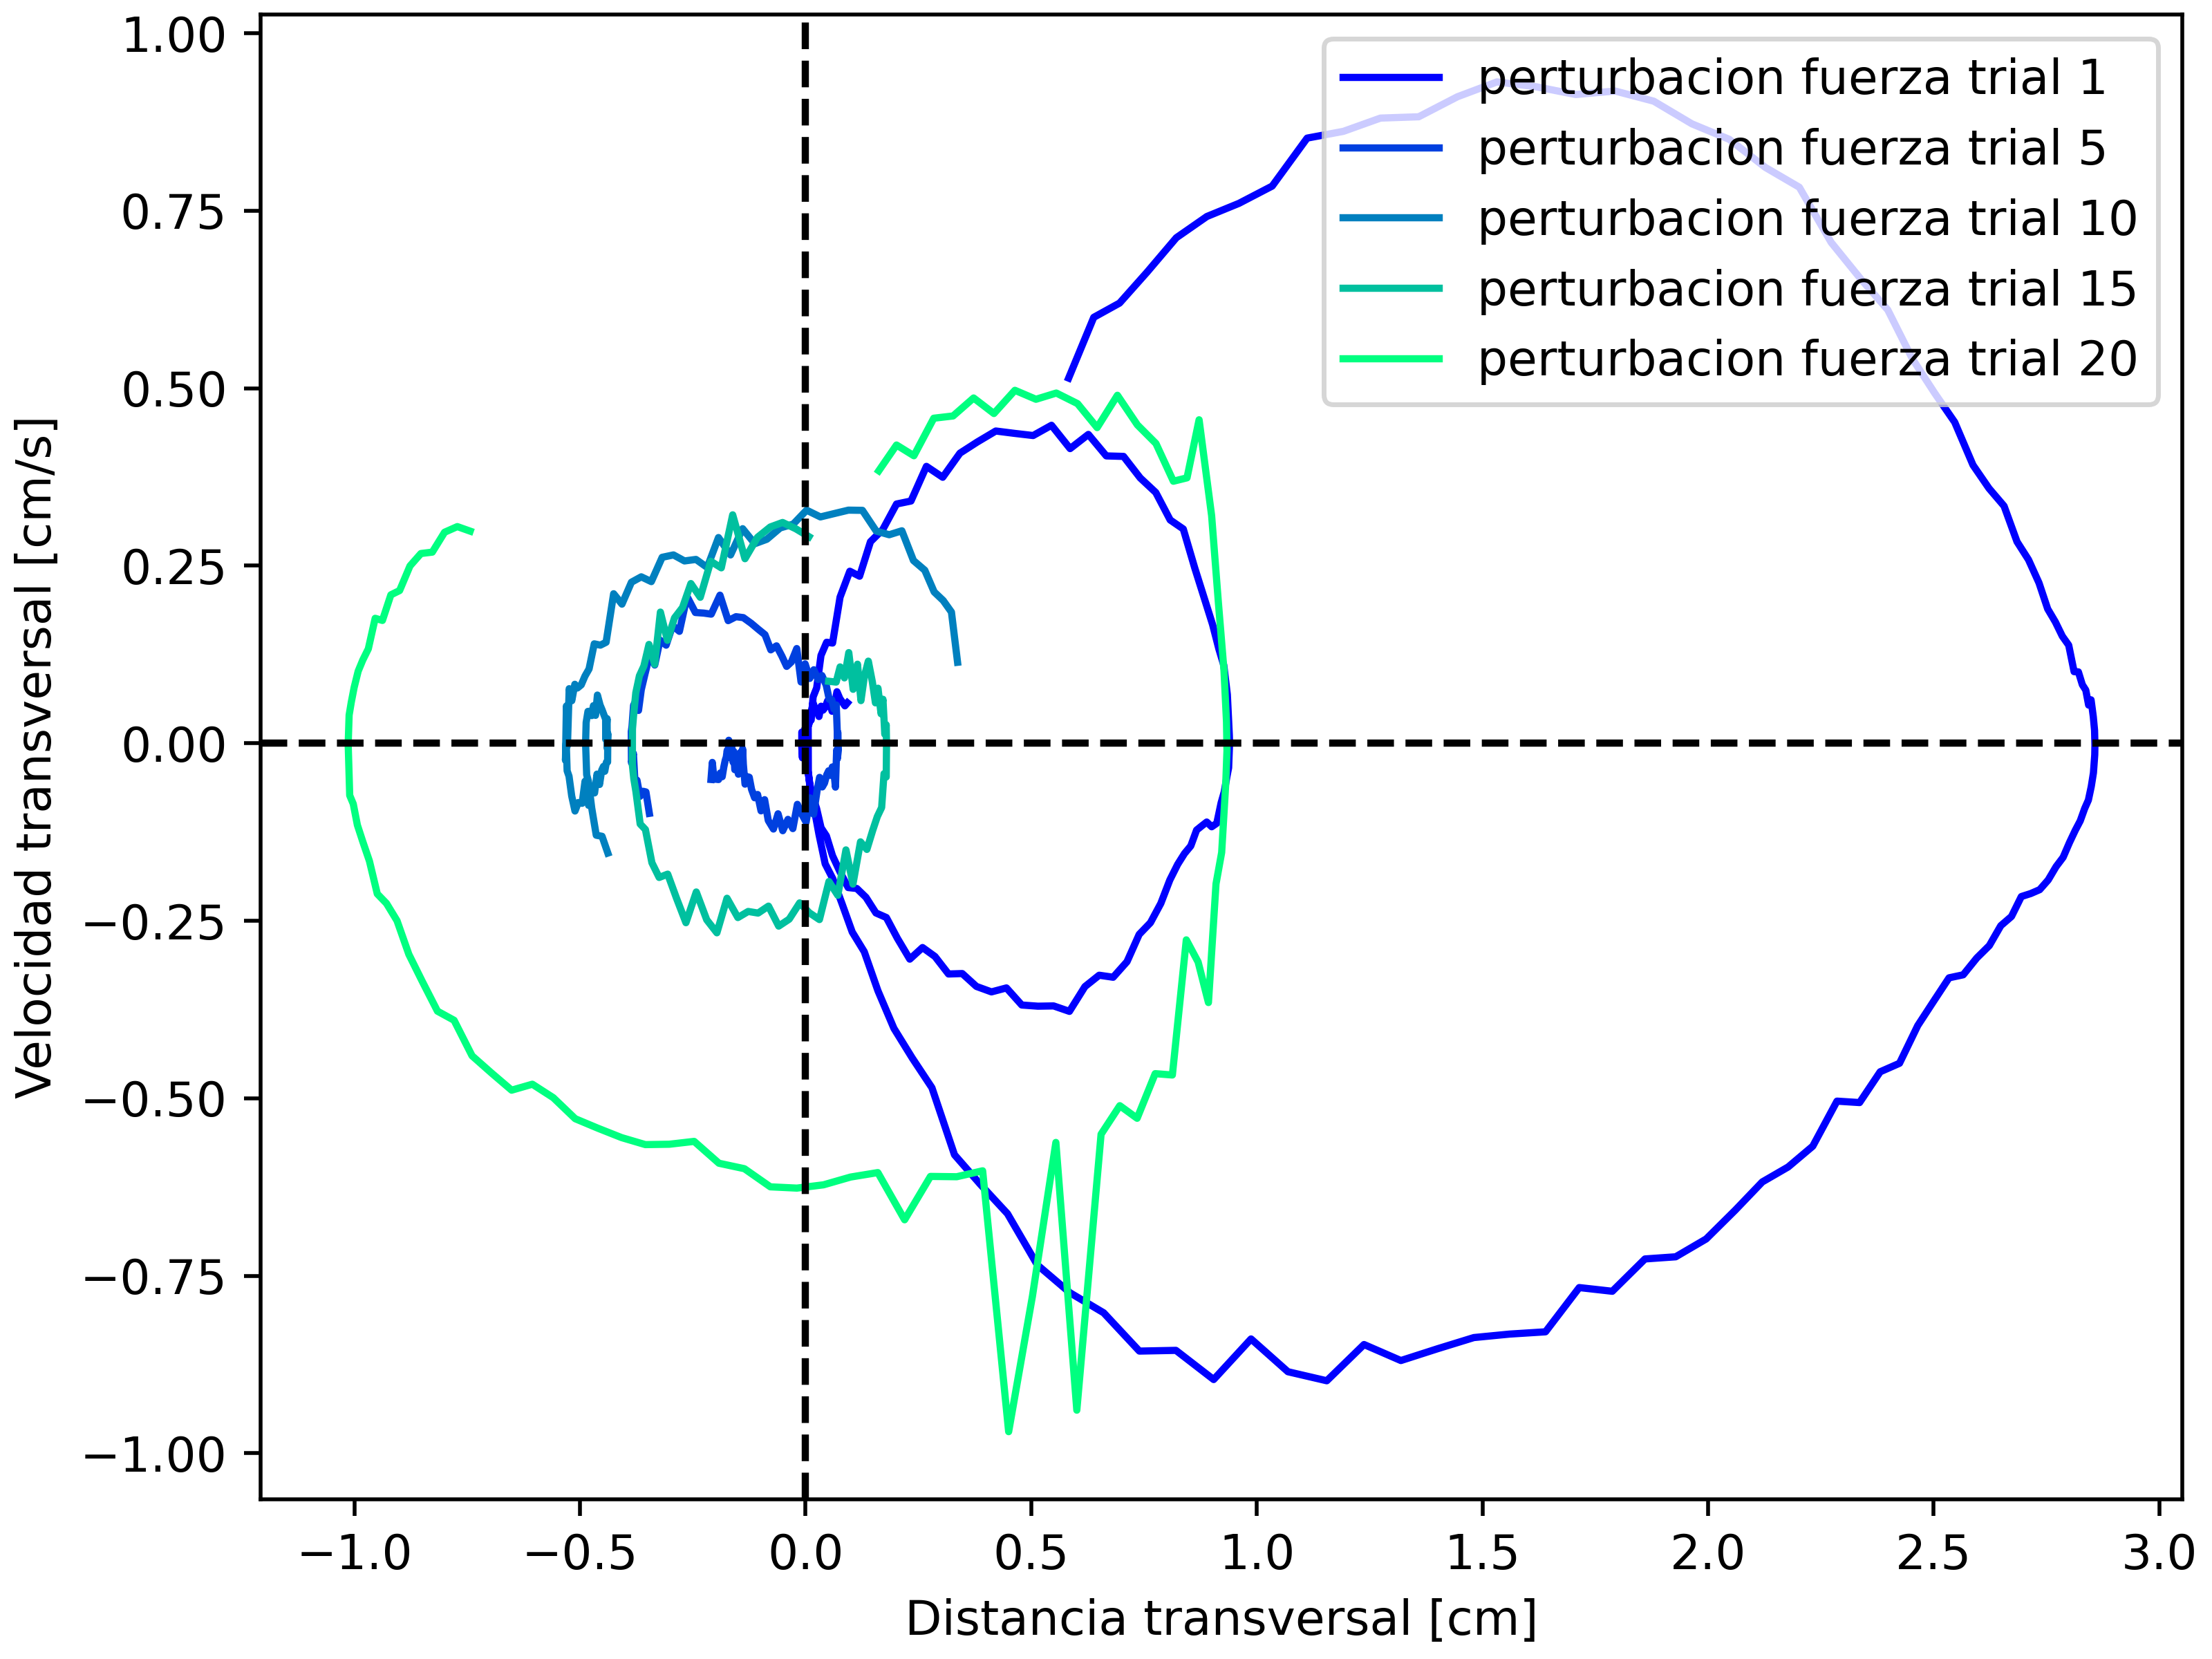 1.00
0.75
0.50
0.25
0.00
−0.25
−0.50
−0.75
−1.00
Velocidad transversal [cm/s]
perturbacion fuerza trial 1
perturbacion fuerza trial 5
perturbacion fuerza trial 10
perturbacion fuerza trial 15
perturbacion fuerza trial 20
−1.0 −0.5 0.0 0.5 1.0 1.5 2.0 2.5 3.0
Distancia transversal [cm]